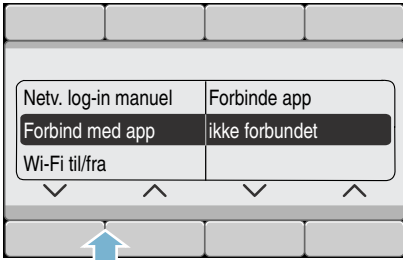 Netv. log-in manuel
Forbinde app
Forbind med app
ikke forbundet
Wi-Fi til/fra